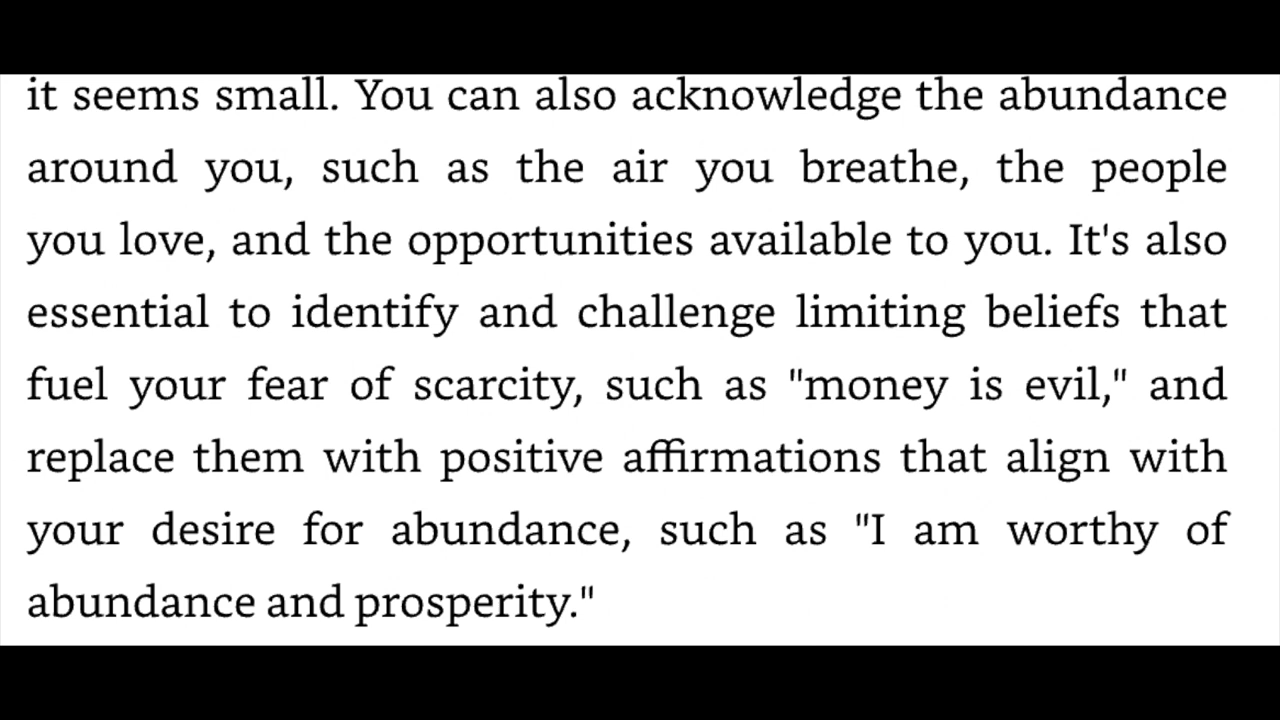 it seems small. You can also acknowledge the abundance
around you, such as the air you breathe, the people
you love, and the opportunities available to you. It's also
essential to identify and challenge limiting beliefs that
fuel your fear of scarcity, such as "money is evil," and
replace them with positive affirmations that align with
your desire for abundance, such as "I am worthy of
abundance and prosperity."